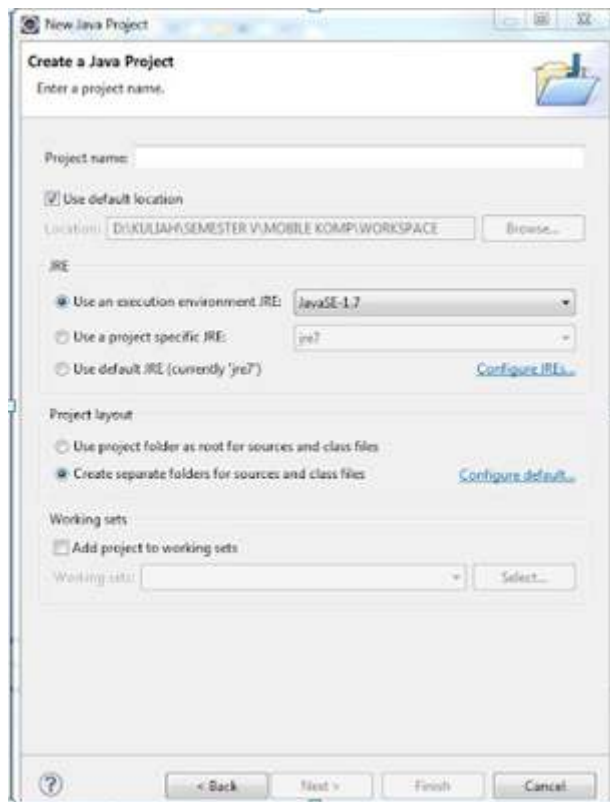 New Java Project
Create a Java Project
Enter a project name.
Project name:
Use default location
Location: D:\KULIAH\SEMESTER V\MOBILE KOMP\WORKSPACE Browse...
JRE
Use an execution environment JRE: JavaSE-1.7
Use a project specific JRE: jre7
Use default JRE (currently 'jre7') Configure JREs...
Project layout
Use project folder as root for sources and class files
Create separate folders for sources and class files Configure default...
Working sets
Add project to working sets
Working sets: Select...
? < Back Next > Finish Cancel